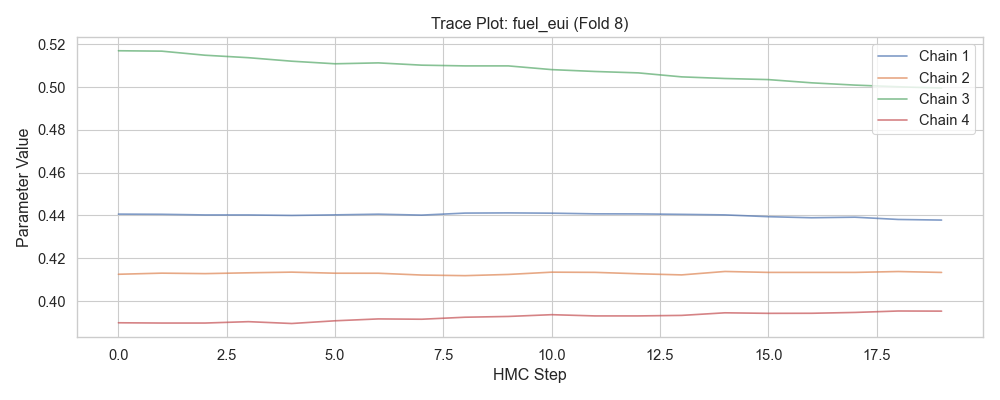 Trace Plot: fuel_eui (Fold 8)
Parameter Value
0.52
0.50
0.48
0.46
0.44
0.42
0.40
Chain 1
Chain 2
Chain 3
Chain 4
0.0 2.5 5.0 7.5 10.0 12.5 15.0 17.5
HMC Step